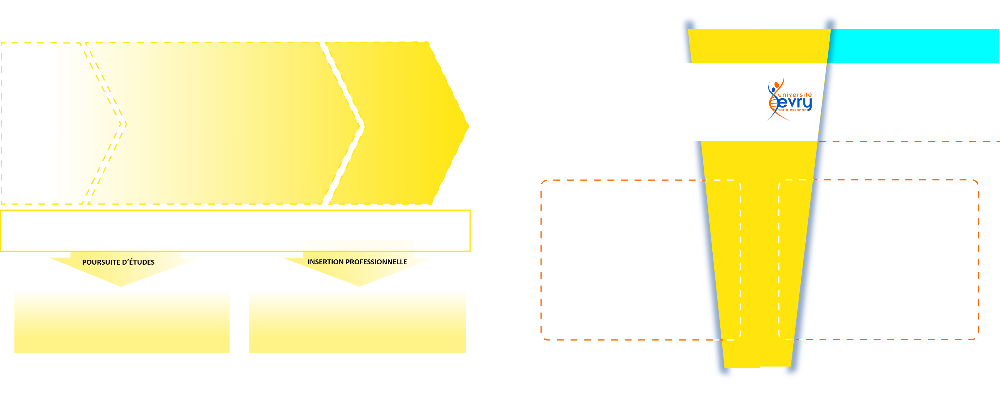 POURSUITE D’ÉTUDES
INSERTION PROFESSIONNELLE
université
evry
val-d'essonne